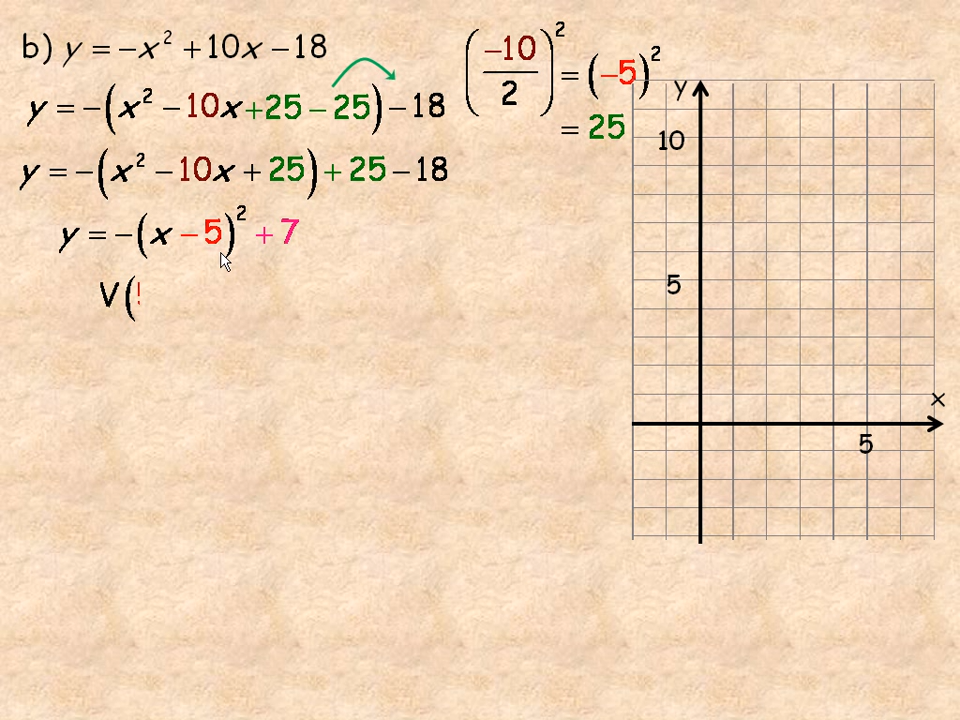 b) y = −x² + 10x − 18
y = −(x² − 10x + 25 − 25) − 18
y = −(x² − 10x + 25) + 25 − 18
y = −(x − 5)² + 7
V(
(−10/2)² = (−5)²
= 25
y
10
5
x
5